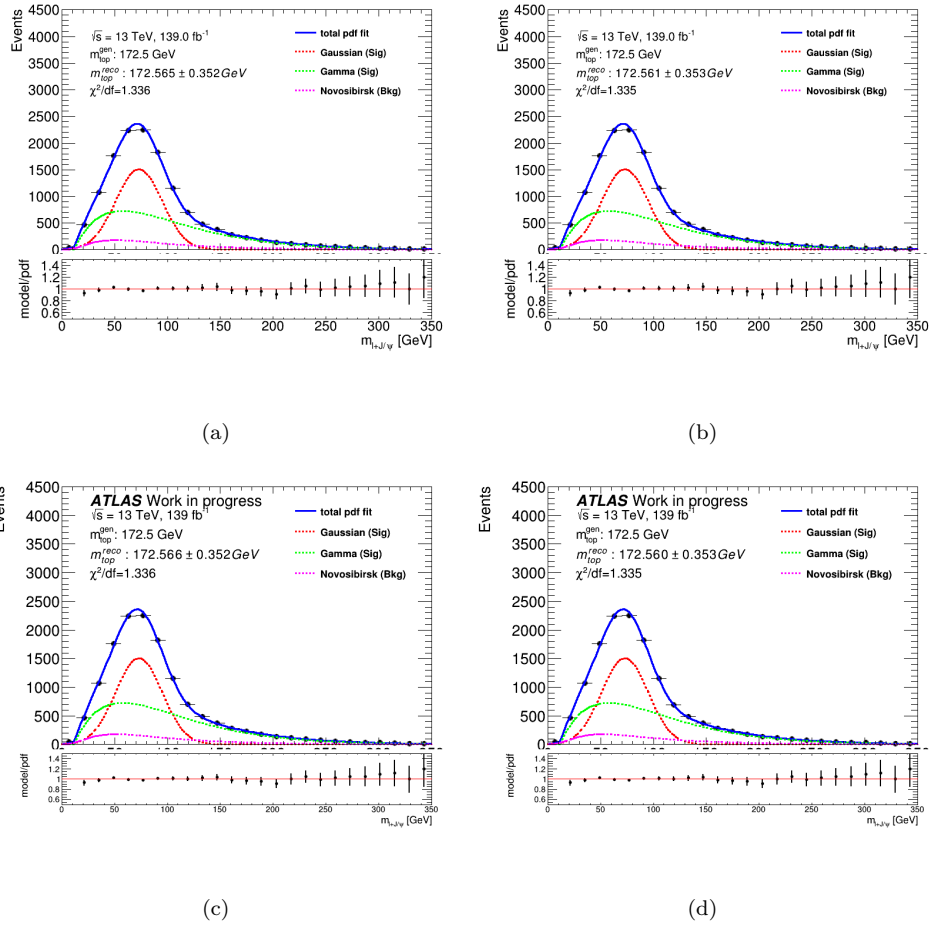 Events
4500
4000
3500
3000
2500
2000
1500
1000
500
0
√s = 13 TeV, 139.0 fb⁻¹
m_top^gen : 172.5 GeV
m_top^reco : 172.565 ± 0.352GeV
χ²/df=1.336
total pdf fit
Gaussian (Sig)
Gamma (Sig)
Novosibirsk (Bkg)
model/pdf
1.4
1.2
1
0.8
0.6
0 50 100 150 200 250 300 350
m_l+J/ψ [GeV]
(a)
Events
4500
4000
3500
3000
2500
2000
1500
1000
500
0
√s = 13 TeV, 139.0 fb⁻¹
m_top^gen : 172.5 GeV
m_top^reco : 172.561 ± 0.353GeV
χ²/df=1.335
total pdf fit
Gaussian (Sig)
Gamma (Sig)
Novosibirsk (Bkg)
model/pdf
1.4
1.2
1
0.8
0.6
0 50 100 150 200 250 300 350
m_l+J/ψ [GeV]
(b)
Events
4500
4000
3500
3000
2500
2000
1500
1000
500
0
ATLAS Work in progress
√s = 13 TeV, 139 fb⁻¹
m_top^gen : 172.5 GeV
m_top^reco : 172.566 ± 0.352GeV
χ²/df=1.336
total pdf fit
Gaussian (Sig)
Gamma (Sig)
Novosibirsk (Bkg)
model/pdf
1.4
1.2
1
0.8
0.6
0 50 100 150 200 250 300 350
m_l+J/ψ [GeV]
(c)
Events
4500
4000
3500
3000
2500
2000
1500
1000
500
0
ATLAS Work in progress
√s = 13 TeV, 139 fb⁻¹
m_top^gen : 172.5 GeV
m_top^reco : 172.560 ± 0.353GeV
χ²/df=1.335
total pdf fit
Gaussian (Sig)
Gamma (Sig)
Novosibirsk (Bkg)
model/pdf
1.4
1.2
1
0.8
0.6
0 50 100 150 200 250 300 350
m_l+J/ψ [GeV]
(d)